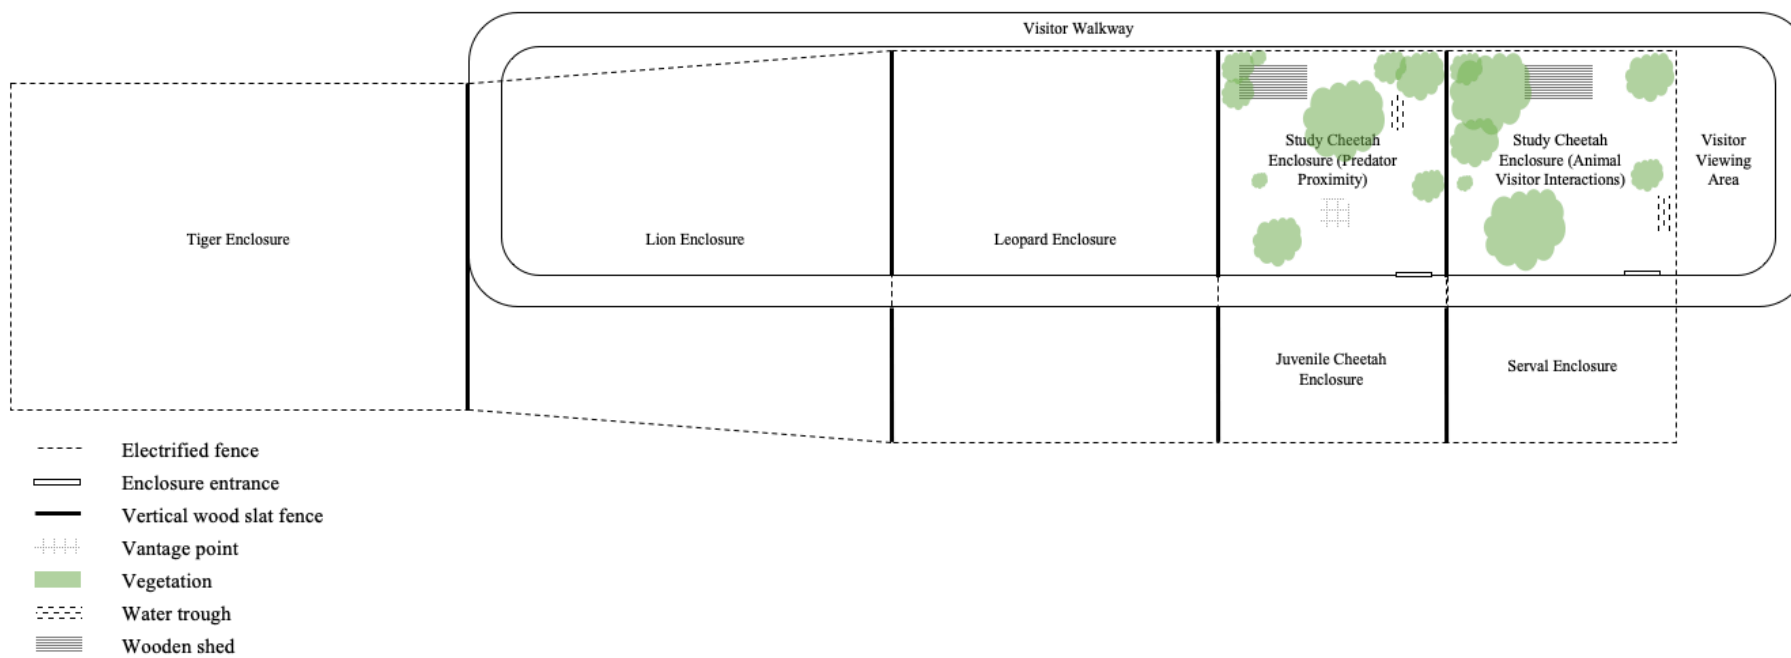 Visitor Walkway
Study Cheetah
Enclosure (Predator
Proximity)
Study Cheetah
Enclosure (Animal
Visitor Interactions)
Visitor
Viewing
Area
Tiger Enclosure
Lion Enclosure
Leopard Enclosure
Juvenile Cheetah
Enclosure
Serval Enclosure
Electrified fence
Enclosure entrance
Vertical wood slat fence
Vantage point
Vegetation
Water trough
Wooden shed